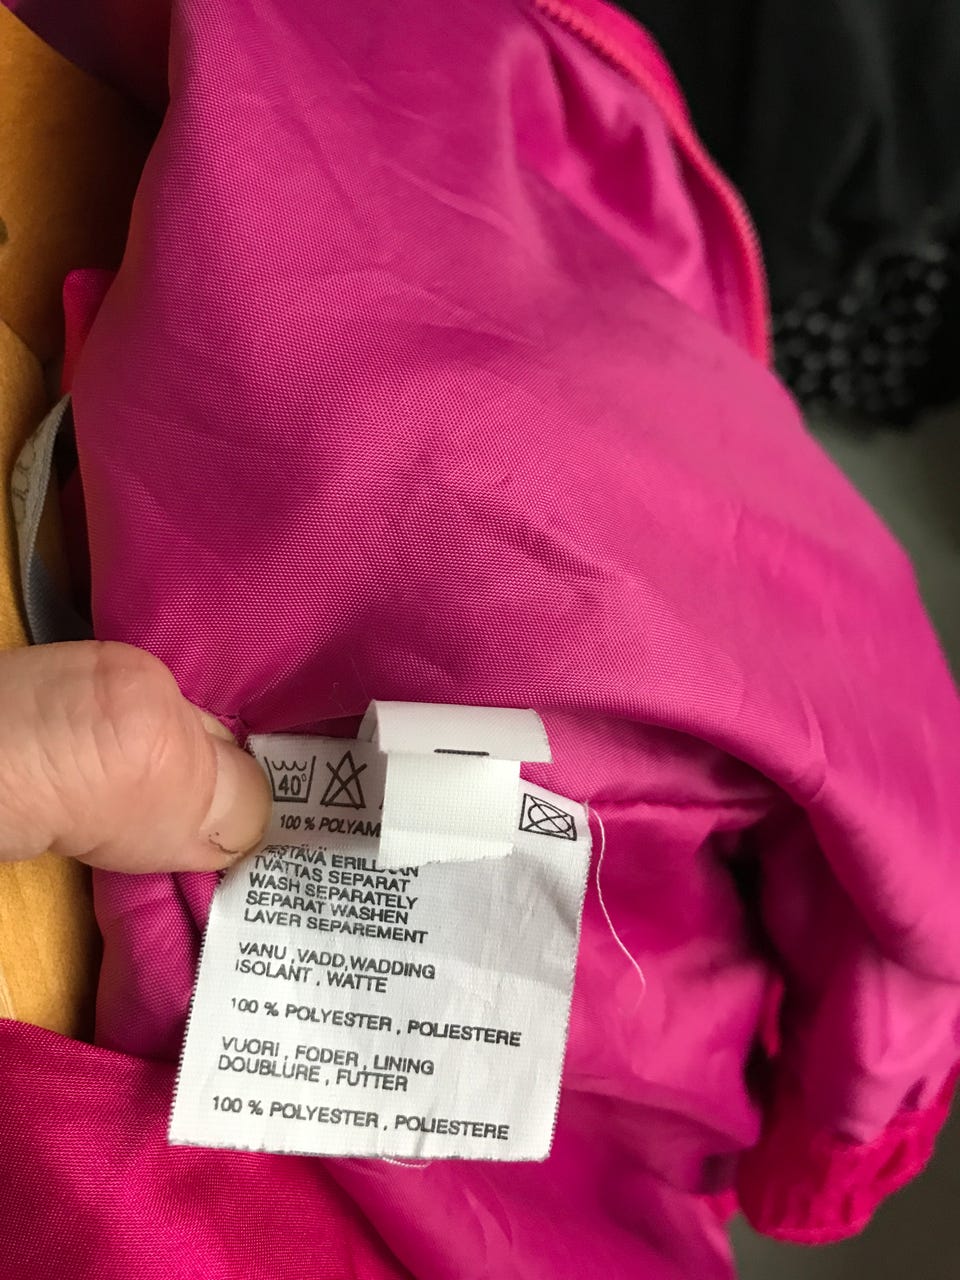 40°
100 % POLYAM
TVÄTTAS SEPARAT
WASH SEPARATELY
SEPARAT WASHEN
LAVER SEPAREMENT
VANU , VADD,WADDING
ISOLANT , WATTE
100 % POLYESTER , POLIESTERE
VUORI , FODER , LINING
DOUBLURE , FUTTER
100 % POLYESTER , POLIESTERE